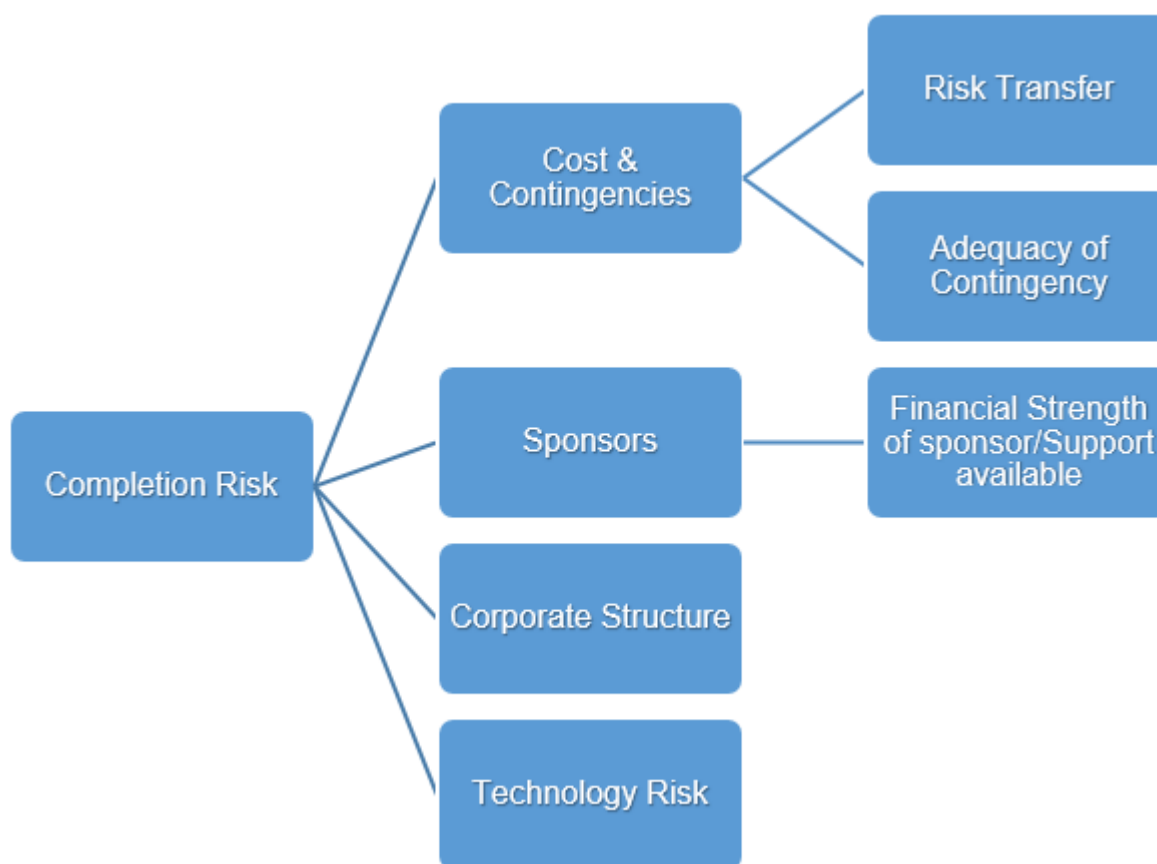 Completion Risk
Cost &
Contingencies
Risk Transfer
Adequacy of
Contingency
Sponsors
Financial Strength
of sponsor/Support
available
Corporate Structure
Technology Risk